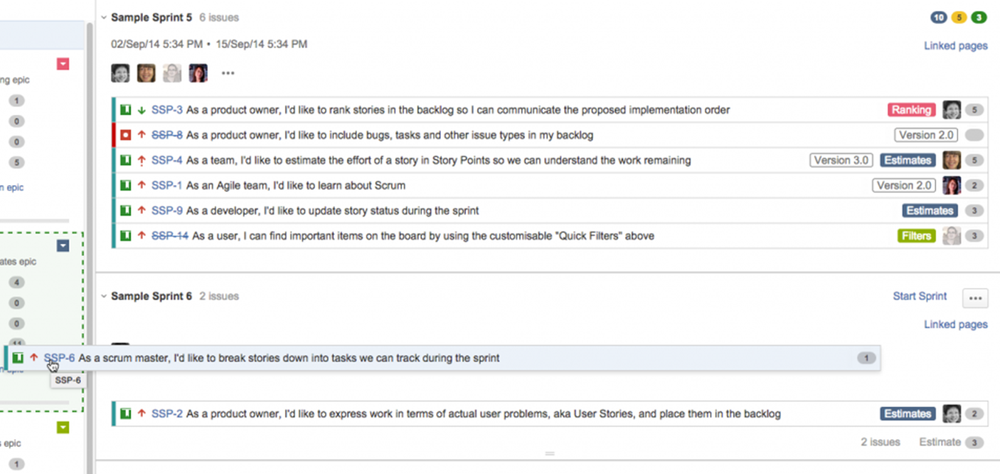 ng epic
1
0
0
5
n epic
ates epic
4
0
0
11
s epic
1
Sample Sprint 5 6 issues 10 5 3
02/Sep/14 5:34 PM • 15/Sep/14 5:34 PM Linked pages
•••
SSP-3 As a product owner, I'd like to rank stories in the backlog so I can communicate the proposed implementation order Ranking 5
SSP-8 As a product owner, I'd like to include bugs, tasks and other issue types in my backlog Version 2.0
SSP-4 As a team, I'd like to estimate the effort of a story in Story Points so we can understand the work remaining Version 3.0 Estimates 5
SSP-1 As an Agile team, I'd like to learn about Scrum Version 2.0 2
SSP-9 As a developer, I'd like to update story status during the sprint Estimates 3
SSP-14 As a user, I can find important items on the board by using the customisable "Quick Filters" above Filters 3
Sample Sprint 6 2 issues Start Sprint •••
Linked pages
SSP-6 As a scrum master, I'd like to break stories down into tasks we can track during the sprint 1
SSP-6
SSP-2 As a product owner, I'd like to express work in terms of actual user problems, aka User Stories, and place them in the backlog Estimates 2
2 issues Estimate 3